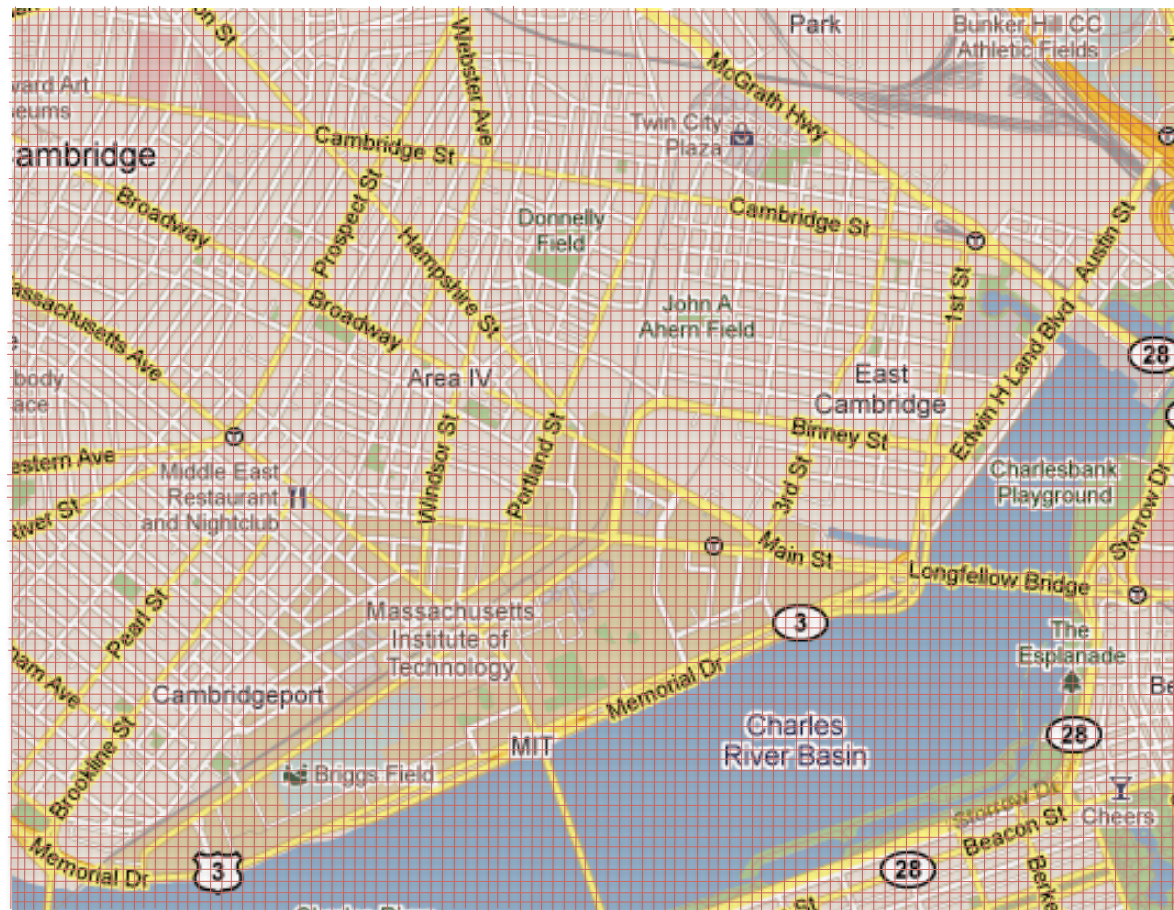 Park
Bunker Hill CC
Athletic Fields
Webster Ave
McGrath Hwy
Twin City
Plaza
Cambridge St
Broadway
Prospect St
Hampshire St
Donnelly
Field
Cambridge St
Austin St
1st St
John A
Ahern Field
Broadway
Edwin H Land Blvd
28
Area IV
East
Cambridge
Binney St
Windsor St
Portland St
3rd St
Middle East
Restaurant
and Nightclub
River St
Charlesbank
Playground
Storrow Dr
Main St
Longfellow Bridge
Pearl St
Massachusetts
Institute of
Technology
3
The
Esplanade
Memorial Dr
Cambridgeport
Brookline St
MIT
Charles
River Basin
28
Briggs Field
Storrow Dr
Beacon St
Cheers
Memorial Dr
3
28